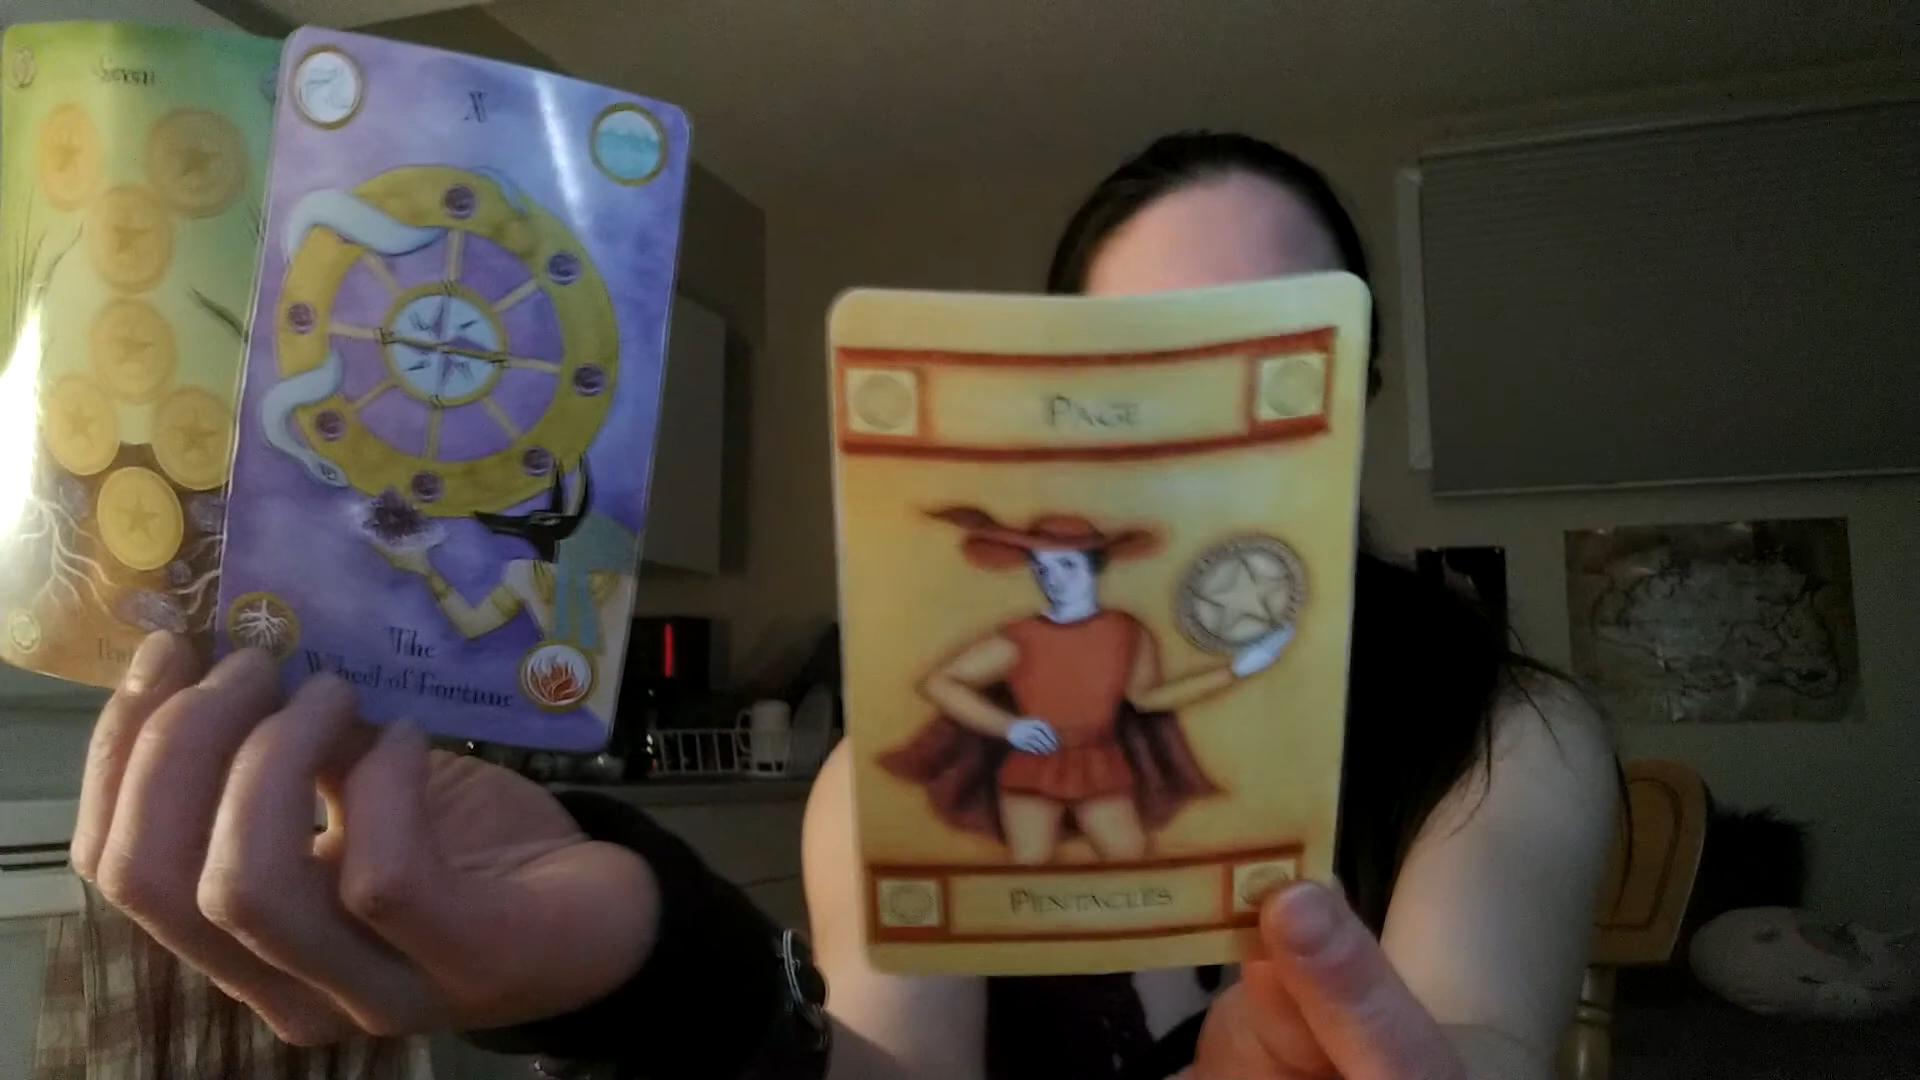 Seven
X
The
Wheel of Fortune
PAGE
PENTACLES